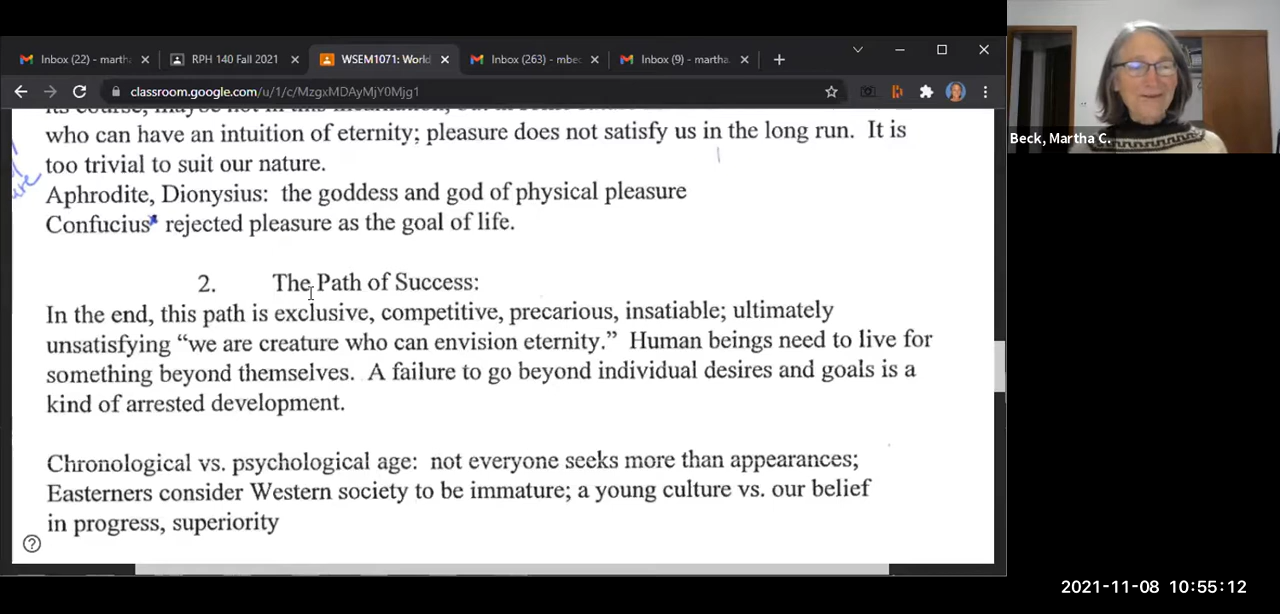 Inbox (22) - marth
RPH 140 Fall 2021
WSEM1071: World
Inbox (263) - mbec
Inbox (9) - martha.
classroom.google.com/u/1/c/MzgxMDAyMjY0Mjg1
Beck, Martha C.
who can have an intuition of eternity; pleasure does not satisfy us in the long run. It is
too trivial to suit our nature.
Aphrodite, Dionysius: the goddess and god of physical pleasure
Confucius rejected pleasure as the goal of life.
2. The Path of Success:
In the end, this path is exclusive, competitive, precarious, insatiable; ultimately
unsatisfying “we are creature who can envision eternity.” Human beings need to live for
something beyond themselves. A failure to go beyond individual desires and goals is a
kind of arrested development.
Chronological vs. psychological age: not everyone seeks more than appearances;
Easterners consider Western society to be immature; a young culture vs. our belief
in progress, superiority
2021-11-08 10:55:12